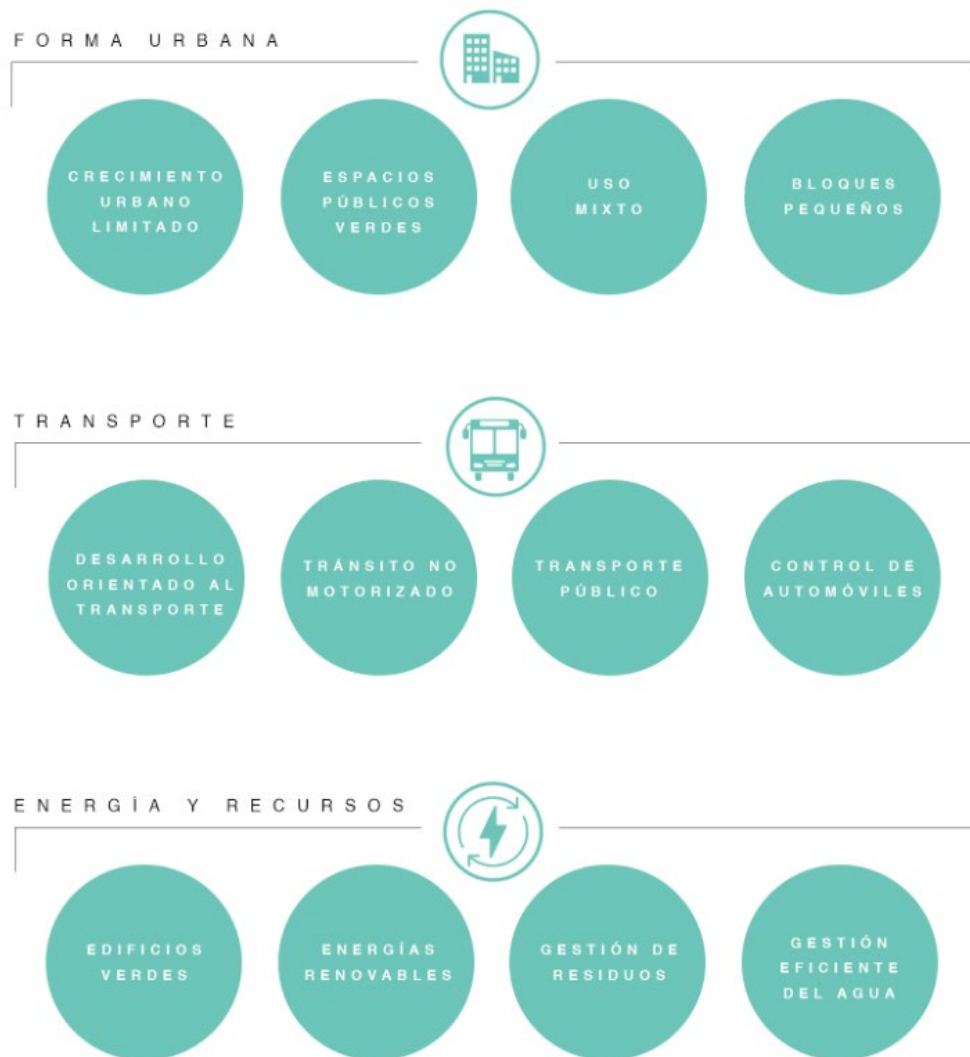 FORMA URBANA
CRECIMIENTO
URBANO
LIMITADO
ESPACIOS
PÚBLICOS
VERDES
USO
MIXTO
BLOQUES
PEQUEÑOS
TRANSPORTE
DESARROLLO
ORIENTADO AL
TRANSPORTE
TRÁNSITO NO
MOTORIZADO
TRANSPORTE
PÚBLICO
CONTROL DE
AUTOMÓVILES
ENERGÍA Y RECURSOS
EDIFICIOS
VERDES
ENERGÍAS
RENOVABLES
GESTIÓN DE
RESIDUOS
GESTIÓN
EFICIENTE
DEL AGUA